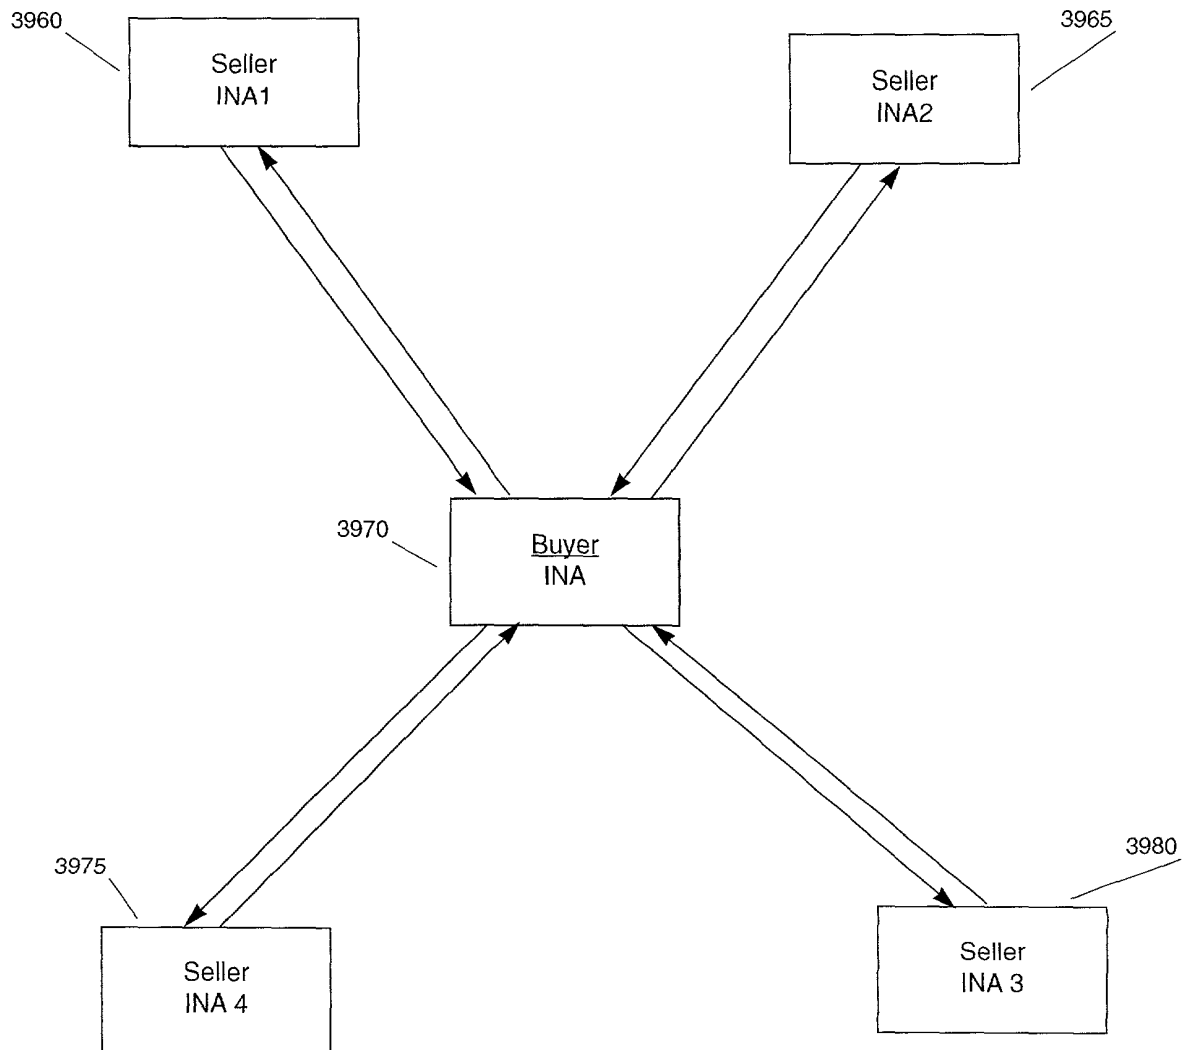 3960
Seller
INA1
3965
Seller
INA2
3970
Buyer
INA
3975
Seller
INA 4
3980
Seller
INA 3